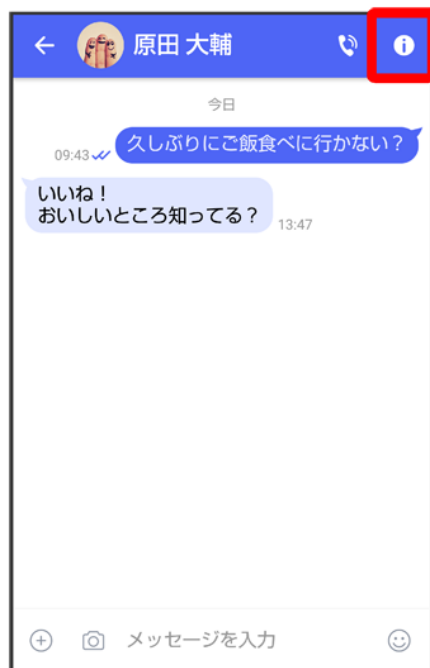 原田 大輔
今日
久しぶりにご飯食べに行かない？
09:43
いいね！
おいしいところ知ってる？
13:47
メッセージを入力